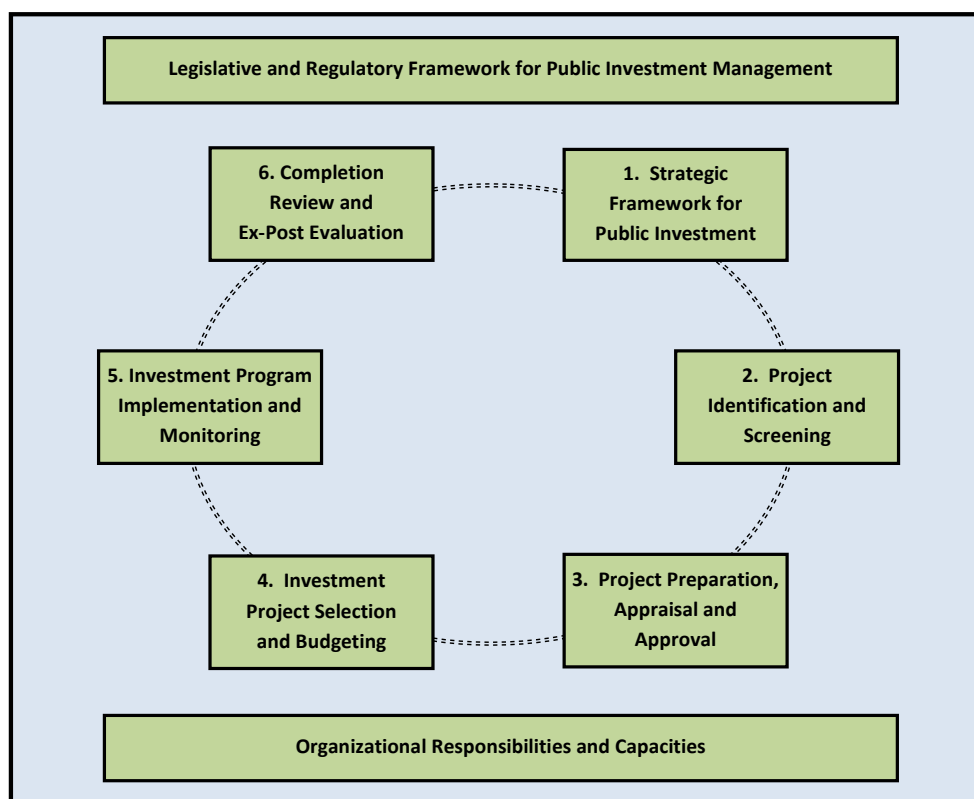 Legislative and Regulatory Framework for Public Investment Management
6. Completion
Review and
Ex-Post Evaluation
1. Strategic
Framework for
Public Investment
5. Investment Program
Implementation and
Monitoring
2. Project
Identification and
Screening
4. Investment
Project Selection
and Budgeting
3. Project Preparation,
Appraisal and
Approval
Organizational Responsibilities and Capacities